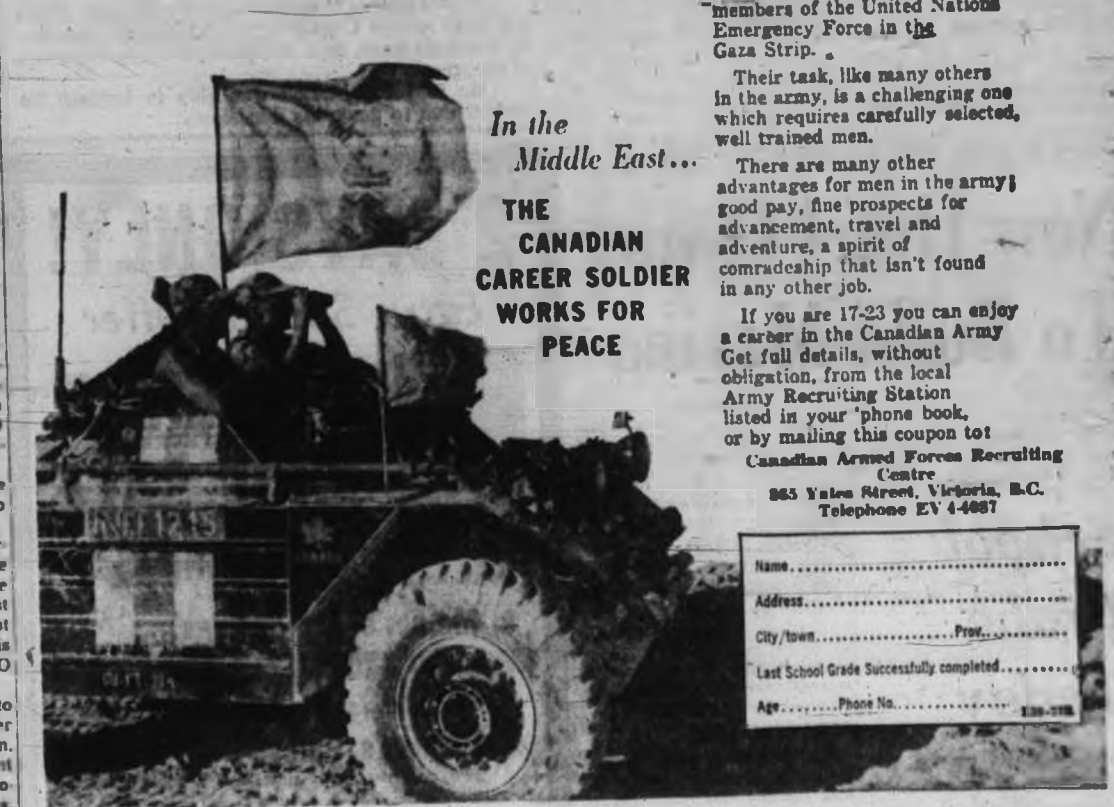 In the
Middle East...
THE
CANADIAN
CAREER SOLDIER
WORKS FOR
PEACE
members of the United Nations
Emergency Force in the
Gaza Strip.
Their task, like many others
in the army, is a challenging one
which requires carefully selected,
well trained men.
There are many other
advantages for men in the army;
good pay, fine prospects for
advancement, travel and
adventure, a spirit of
comradeship that isn't found
in any other job.
If you are 17-23 you can enjoy
a career in the Canadian Army
Get full details, without
obligation, from the local
Army Recruiting Station
listed in your 'phone book,
or by mailing this coupon to:
Canadian Armed Forces Recruiting
Centre
865 Yates Street, Victoria, B.C.
Telephone EV 4-4087
Name
Address
City/town Prov.
Last School Grade Successfully completed
Age Phone No.